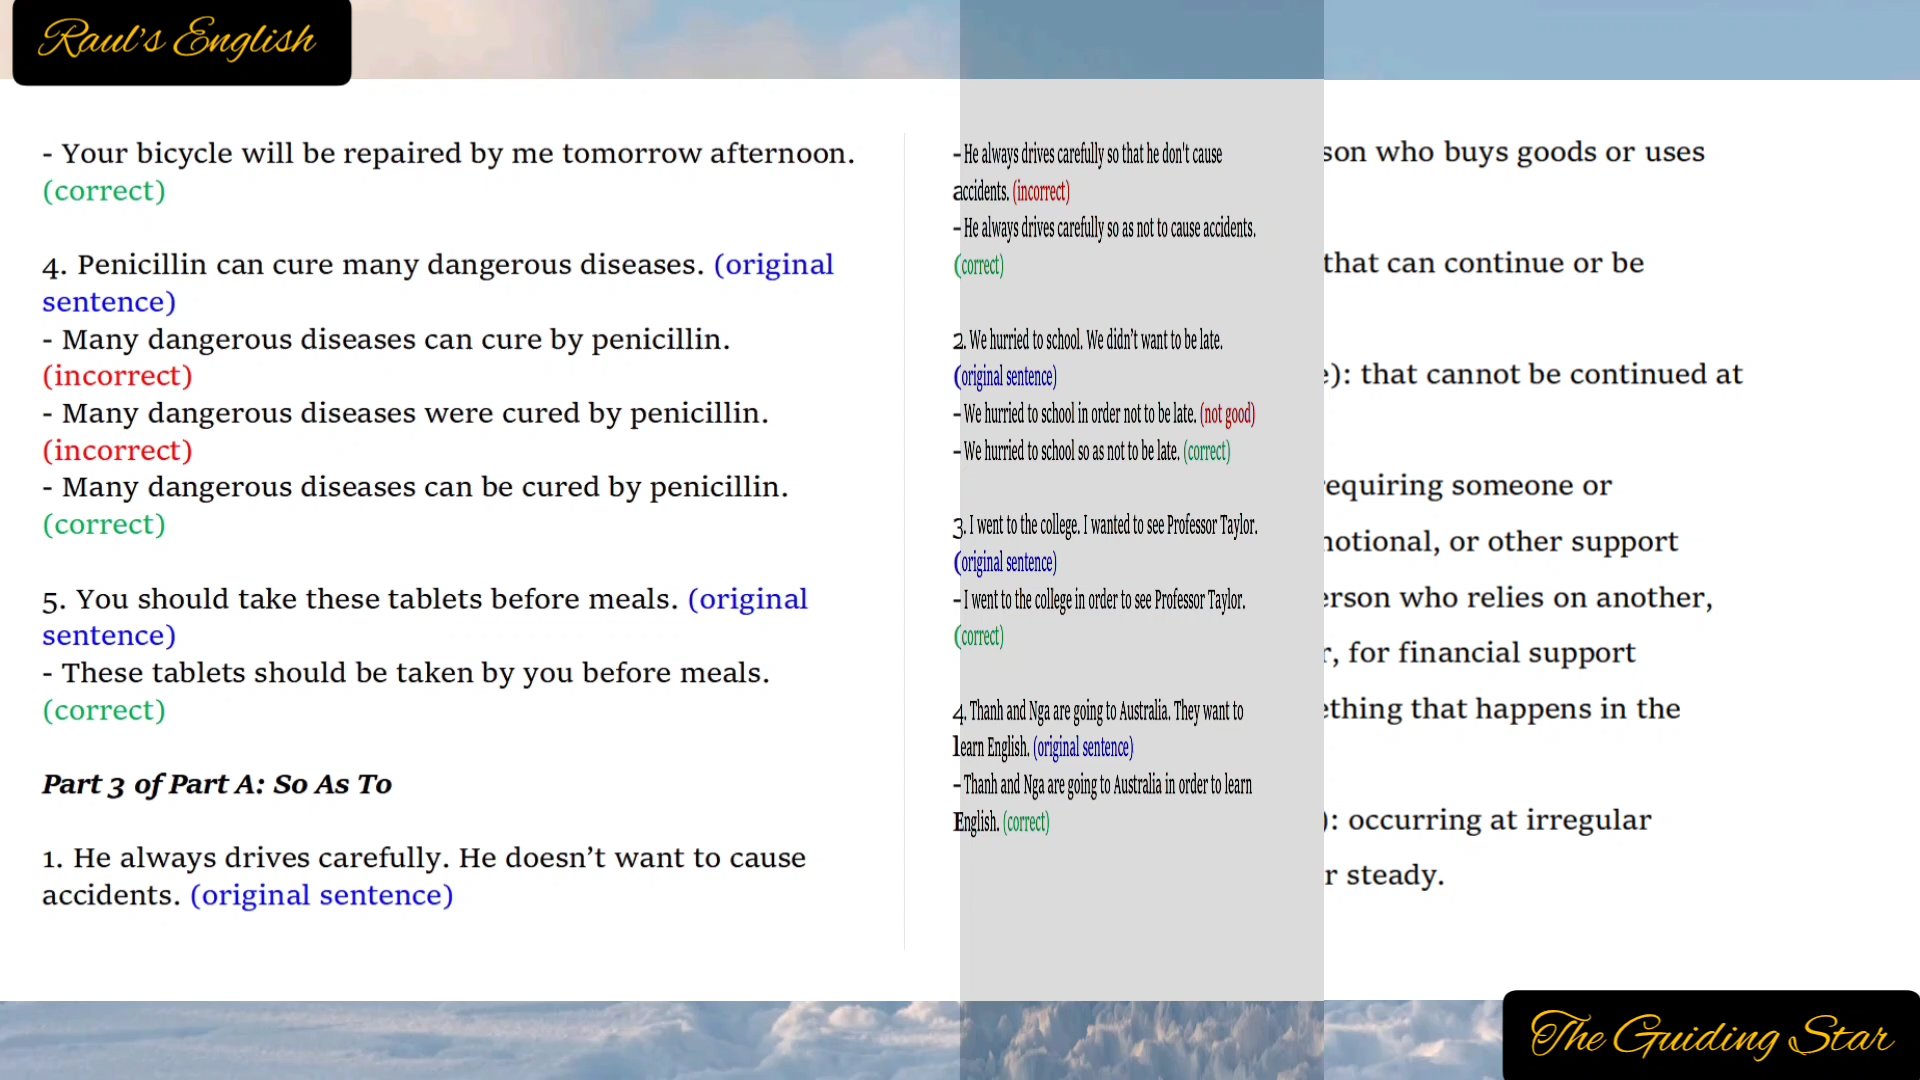 Raul's English
- Your bicycle will be repaired by me tomorrow afternoon.
(correct)
4. Penicillin can cure many dangerous diseases. (original
sentence)
- Many dangerous diseases can cure by penicillin.
(incorrect)
- Many dangerous diseases were cured by penicillin.
(incorrect)
- Many dangerous diseases can be cured by penicillin.
(correct)
5. You should take these tablets before meals. (original
sentence)
- These tablets should be taken by you before meals.
(correct)
Part 3 of Part A: So As To
1. He always drives carefully. He doesn't want to cause
accidents. (original sentence)
- He always drives carefully so that he don't cause
accidents. (incorrect)
- He always drives carefully so as not to cause accidents.
(correct)
2. We hurried to school. We didn't want to be late.
(original sentence)
- We hurried to school in order not to be late. (not good)
- We hurried to school so as not to be late. (correct)
3. I went to the college. I wanted to see Professor Taylor.
(original sentence)
- I went to the college in order to see Professor Taylor.
(correct)
4. Thanh and Nga are going to Australia. They want to
learn English. (original sentence)
- Thanh and Nga are going to Australia in order to learn
English. (correct)
who buys goods or uses
that can continue or be
): that cannot be continued at
someone or
or other support
who relies on another,
for financial support
that happens in the
): occurring at irregular
steady.
The Guiding Star